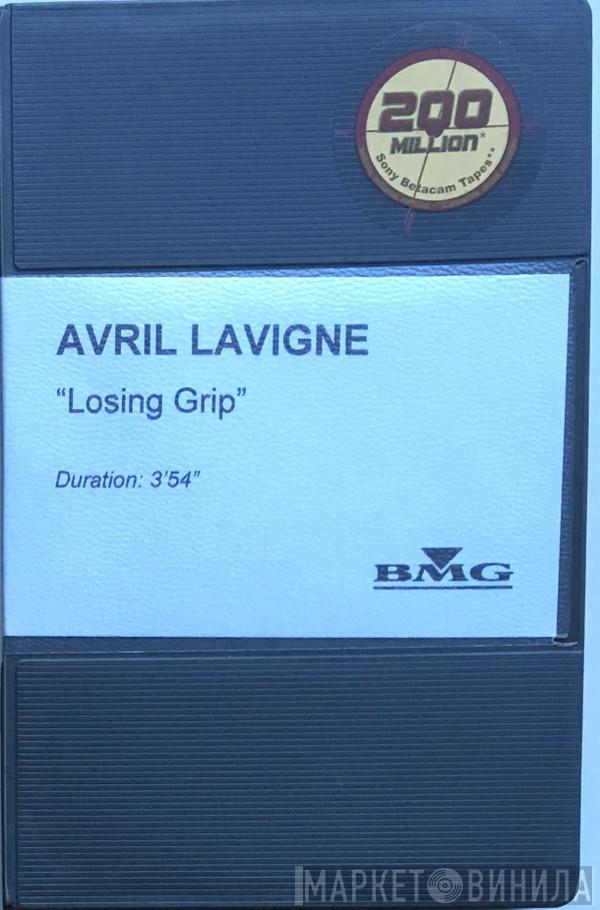 200
MILLION*
Sony Betacam Tapes**
AVRIL LAVIGNE
“Losing Grip”
Duration: 3'54"
BMG
МАРКЕТ ВИНИЛА